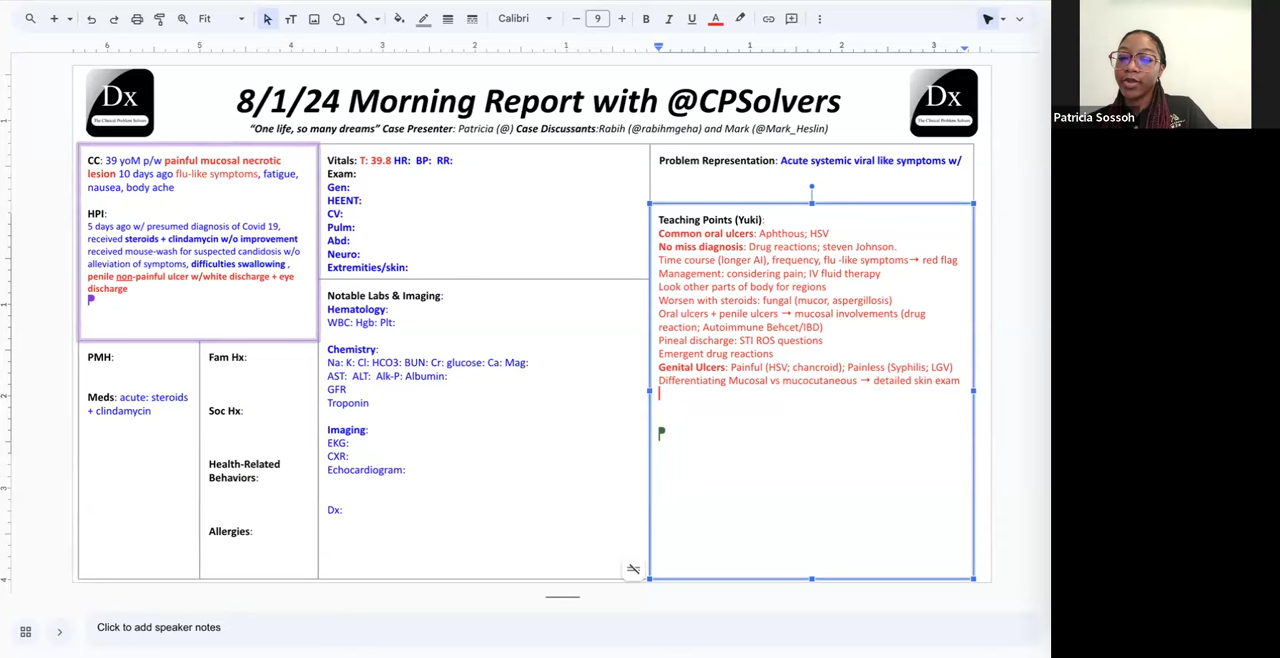 Fit
Calibri
9
B
I
U
A
6
5
4
3
2
1
1
2
3
Dx
The Clinical Problem Solvers
8/1/24 Morning Report with @CPSolvers
“One life, so many dreams” Case Presenter: Patricia (@) Case Discussants:Rabih (@rabihmgeha) and Mark (@Mark_Heslin)
Dx
The Clinical Problem Solvers
CC: 39 yoM p/w painful mucosal necrotic
lesion 10 days ago flu-like symptoms, fatigue,
nausea, body ache
HPI:
5 days ago w/ presumed diagnosis of Covid 19,
received steroids + clindamycin w/o improvement
received mouse-wash for suspected candidosis w/o
alleviation of symptoms, difficulties swallowing ,
penile non-painful ulcer w/white discharge + eye
discharge
PMH:
Meds: acute: steroids
+ clindamycin
Fam Hx:
Soc Hx:
Health-Related
Behaviors:
Allergies:
Vitals: T: 39.8 HR: BP: RR:
Exam:
Gen:
HEENT:
CV:
Pulm:
Abd:
Neuro:
Extremities/skin:
Notable Labs & Imaging:
Hematology:
WBC: Hgb: Plt:
Chemistry:
Na: K: Cl: HCO3: BUN: Cr: glucose: Ca: Mag:
AST: ALT: Alk-P: Albumin:
GFR
Troponin
Imaging:
EKG:
CXR:
Echocardiogram:
Dx:
Problem Representation: Acute systemic viral like symptoms w/
Teaching Points (Yuki):
Common oral ulcers: Aphthous; HSV
No miss diagnosis: Drug reactions; steven Johnson.
Time course (longer AI), frequency, flu -like symptoms→ red flag
Management: considering pain; IV fluid therapy
Look other parts of body for regions
Worsen with steroids: fungal (mucor, aspergillosis)
Oral ulcers + penile ulcers → mucosal involvements (drug
reaction; Autoimmune Behcet/IBD)
Pineal discharge: STI ROS questions
Emergent drug reactions
Genital Ulcers: Painful (HSV; chancroid); Painless (Syphilis; LGV)
Differentiating Mucosal vs mucocutaneous → detailed skin exam
Click to add speaker notes
Patricia Sossoh